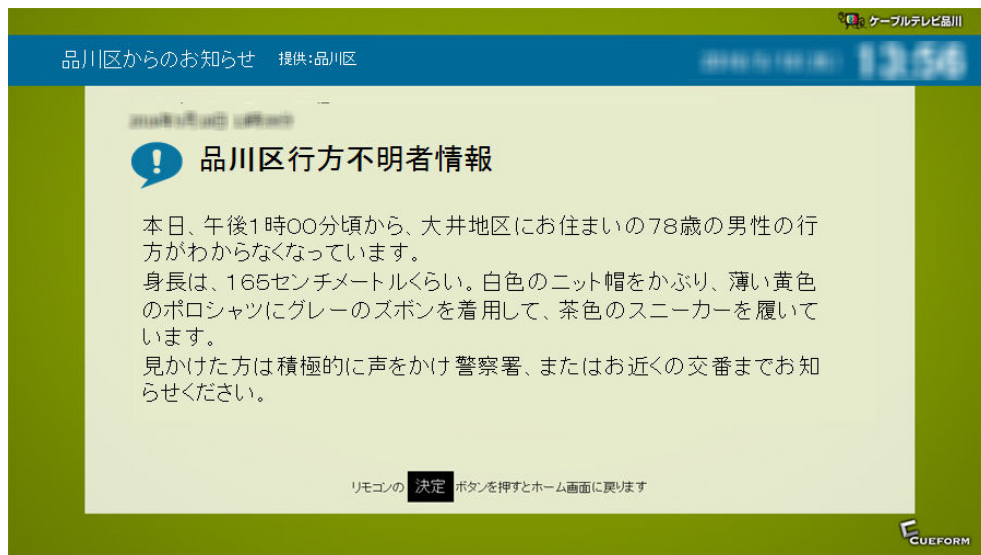 ケーブルテレビ品川
品川区からのお知らせ 提供:品川区
13:56
品川区行方不明者情報
本日、午後1時00分頃から、大井地区にお住まいの78歳の男性の行
方がわからなくなっています。
身長は、165センチメートルくらい。白色のニット帽をかぶり、薄い黄色
のポロシャツにグレーのズボンを着用して、茶色のスニーカーを履いて
います。
見かけた方は積極的に声をかけ警察署、またはお近くの交番までお知
らせください。
リモコンの 決定 ボタンを押すとホーム画面に戻ります
CUEFORM